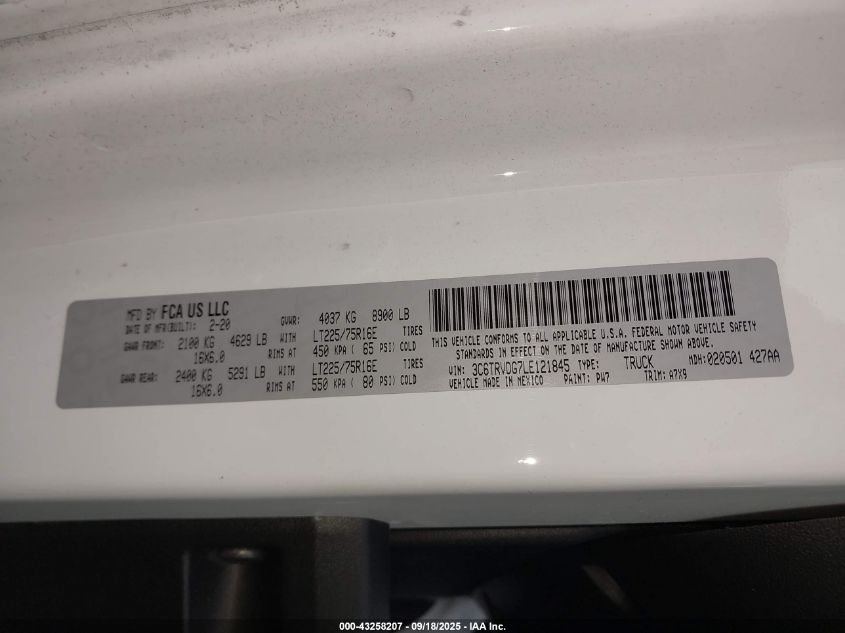 MFD BY FCA US LLC
DATE OF MFR(BUILT): 2-20 GVWR: 4037 KG 8900 LB
GAWR FRONT: 2100 KG 4629 LB WITH LT225/75R16E TIRES
16X6.0 RIMS AT 450 KPA ( 65 PSI) COLD
GAWR REAR: 2400 KG 5291 LB WITH LT225/75R16E TIRES
16X6.0 RIMS AT 550 KPA ( 80 PSI) COLD
THIS VEHICLE CONFORMS TO ALL APPLICABLE U.S.A. FEDERAL MOTOR VEHICLE SAFETY
STANDARDS IN EFFECT ON THE DATE OF MANUFACTURE SHOWN ABOVE.
VIN: 3C6TRVDG7LE121845 TYPE: TRUCK MDH:020501 427AA
VEHICLE MADE IN MEXICO PAINT: PW7 TRIM: A7X9
000-43258207 - 09/18/2025 - IAA Inc.